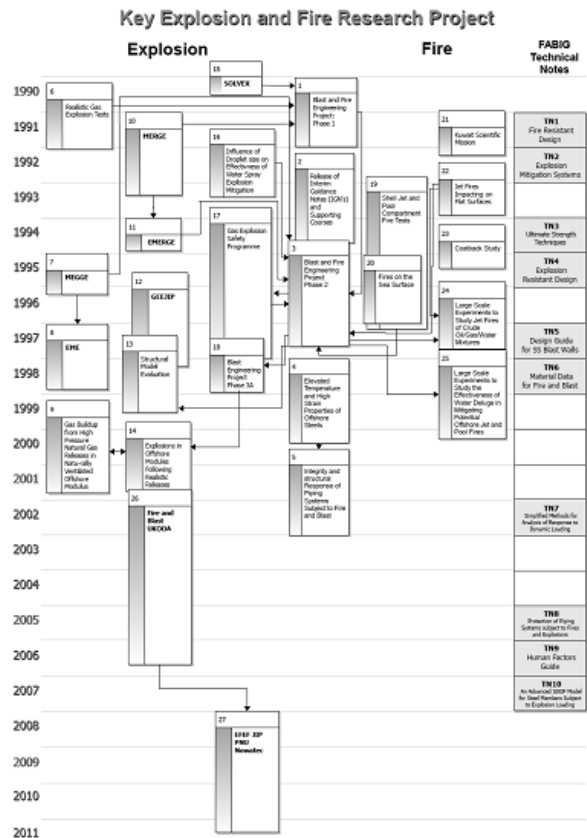 Key Explosion and Fire Research Project
Explosion
Fire
FABIG
Technical
Notes
1990
1991
1992
1993
1994
1995
1996
1997
1998
1999
2000
2001
2002
2003
2004
2005
2006
2007
2008
2009
2010
2011
6
Realistic Gas
Explosion Tests
15
SOLVEX
1
Blast and Fire
Engineering
Project:
Phase 1
10
MERGE
16
Influence of
Droplet size on
Effectiveness of
Water Spray
Explosion
Mitigation
2
Release of
Interim
Guidance
Notes (IGN's)
and
Supporting
Courses
21
Kuwait Scientific
Mission
22
Jet Fires
Impacting on
Flat Surfaces
19
Shell Jet and
Pool
Compartment
Fire Tests
17
Gas Explosion
Safety
Programme
11
EMERGE
3
Blast and Fire
Engineering
Project
Phase 2
23
7
MEGGE
12
20
Fires on the
Sea Surface
24
Large Scale
Experiments to
Study Jet Fires of
Crude
Oil/Gas/Water
Mixtures
8
EME
13
Structural
Model
Evaluation
18
Blast
Engineering
Project
Phase 3A
4
Elevated
Temperature
and High
Strain
Properties of
Offshore
Steels
25
Large Scale
Experiments to
Study the
Effectiveness of
Water Deluge in
Mitigating
Potential
Offshore Jet and
Pool Fires
9
Gas Buildup
from High
Pressure
Natural Gas
Releases in
Natu-rally
Ventilated
Offshore
Modulus
14
Explosions in
Offshore
Modules
Following
Realistic
Releases
5
Integrity and
structural
Response of
Piping
Systems
Subject to Fire
and Blast
26
Fire and
Blast
UKOOA
27
TN1
Fire Resistant
Design
TN2
Explosion
Mitigation Systems
TN3
Ultimate Strength
Techniques
TN4
Explosion
Resistant Design
TN5
Design Guide
for SS Blast Walls
TN6
Material Data
for Fire and Blast
TN7
Simplified Methods for
Analysis of Response to
Dynamic Loading
TN8
Protection of Piping
Systems subject to Fires
and Explosions
TN9
Human Factors
Guide
TN10
An Advanced SDOF Model
for Steel Members Subject
to Explosion Loading